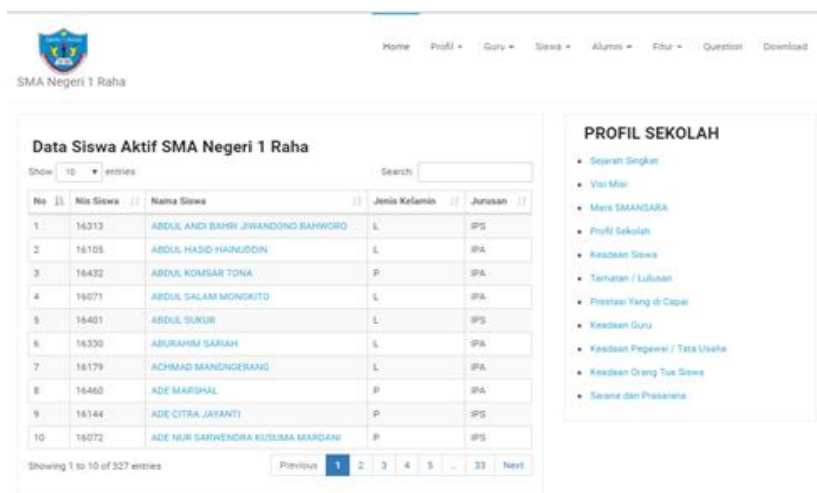 Home Profil Guru Siswa Alumni Fitur Question Download
SMA Negeri 1 Raha
Data Siswa Aktif SMA Negeri 1 Raha
Show 10 entries Search:
No Nis Siswa Nama Siswa Jenis Kelamin Jurusan
1 16313 ABDUL ANDI BAHRI JIWANDONO RAHWORO L IPS
2 16105 ABDUL HASID HAINUDDIN L IPA
3 16432 ABDUL KOMSAR TONA P IPA
4 16071 ABDUL SALAM MONGKITO L IPA
5 16401 ABDUL SUKUR L IPS
6 16330 ABURAHIM SARIAH L IPA
7 16179 ACHMAD MANONGERANG L IPA
8 16460 ADE MARSHAL P IPA
9 16144 ADE CITRA JAYANTI P IPS
10 16072 ADE NUR SARWENDRA KUSUMA MARDANI P IPS
Showing 1 to 10 of 327 entries Previous 1 2 3 4 5 … 33 Next
PROFIL SEKOLAH
Sejarah Singkat
Visi Misi
Mars SMANSARA
Profil Sekolah
Keadaan Siswa
Tamatan / Lulusan
Prestasi Yang di Capai
Keadaan Guru
Keadaan Pegawai / Tata Usaha
Keadaan Orang Tua Siswa
Sarana dan Prasarana